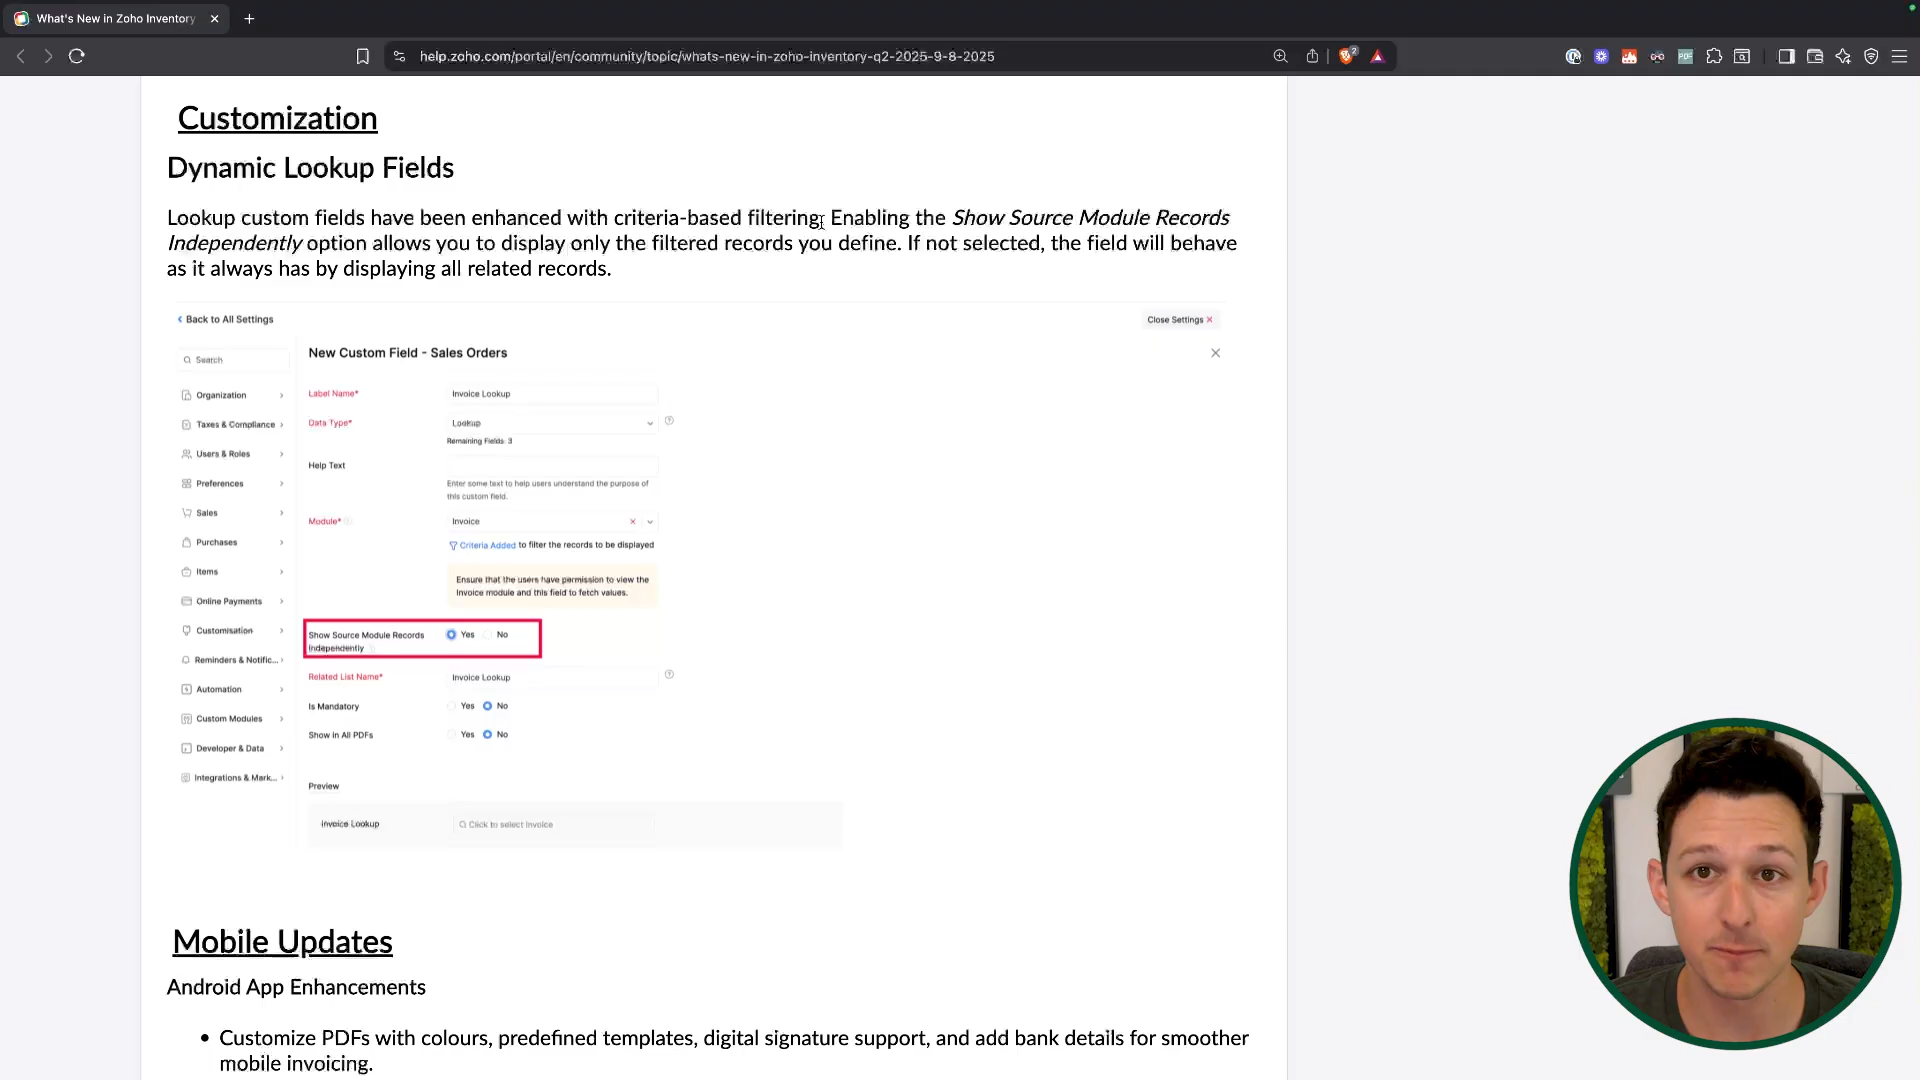 What's New in Zoho Inventory
help.zoho.com/portal/en/community/topic/whats-new-in-zoho-inventory-q2-2025-9-8-2025
2
PDF
Customization
Dynamic Lookup Fields
Lookup custom fields have been enhanced with criteria-based filtering. Enabling the Show Source Module Records
Independently option allows you to display only the filtered records you define. If not selected, the field will behave
as it always has by displaying all related records.
Back to All Settings
Close Settings
Search
New Custom Field - Sales Orders
Organization
Label Name*
Invoice Lookup
Taxes & Compliance
Data Type*
Lookup
Remaining Fields: 3
Users & Roles
Help Text
Preferences
Enter some text to help users understand the purpose of
this custom field.
Sales
Module*
Invoice
Purchases
Criteria Added to filter the records to be displayed
Items
Ensure that the users have permission to view the
Invoice module and this field to fetch values.
Online Payments
Customisation
Show Source Module Records
Independently
Yes
No
Reminders & Notific...
Related List Name*
Invoice Lookup
Automation
Is Mandatory
Yes
No
Custom Modules
Show in All PDFs
Yes
No
Developer & Data
Integrations & Mark...
Preview
Invoice Lookup
Click to select Invoice
Mobile Updates
Android App Enhancements
• Customize PDFs with colours, predefined templates, digital signature support, and add bank details for smoother
mobile invoicing.